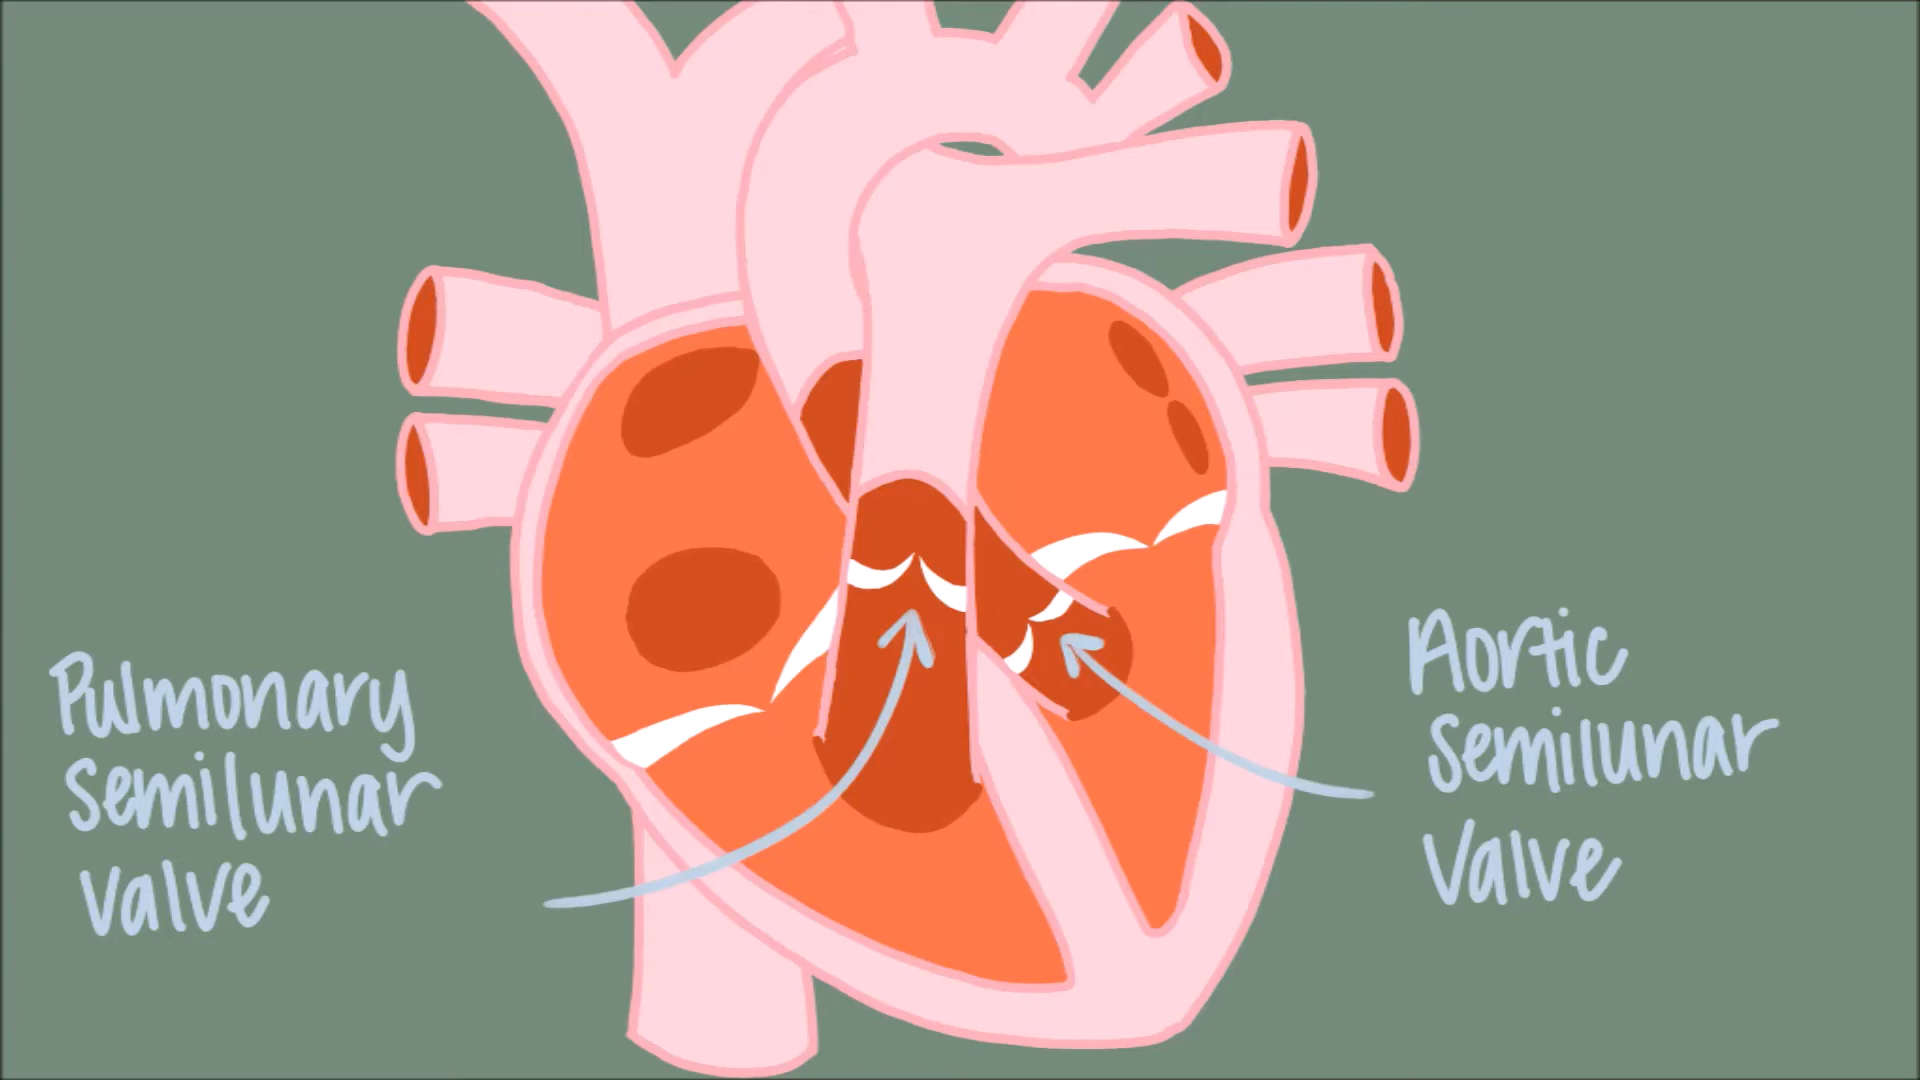 Pulmonary
semilunar
valve
Aortic
semilunar
valve